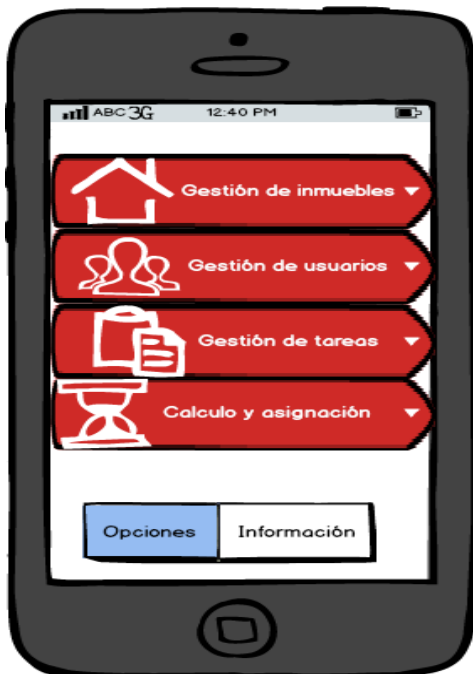 ABC 3G 12:40 PM
Gestión de inmuebles
Gestión de usuarios
Gestión de tareas
Calculo y asignación
Opciones Información